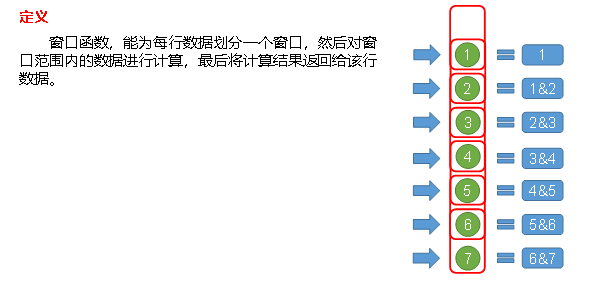 定义
窗口函数，能为每行数据划分一个窗口，然后对窗
口范围内的数据进行计算，最后将计算结果返回给该行
数据。
1 = 1
2 = 1&2
3 = 2&3
4 = 3&4
5 = 4&5
6 = 5&6
7 = 6&7